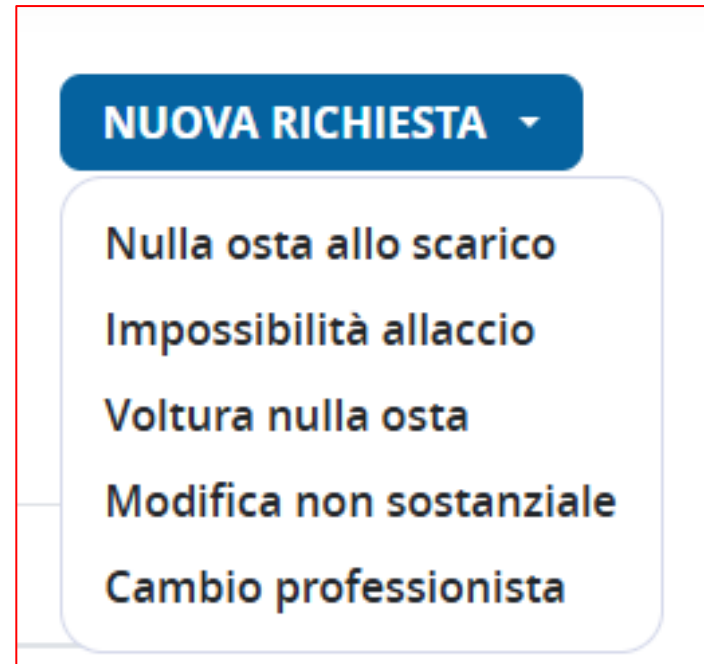 NUOVA RICHIESTA
Nulla osta allo scarico
Impossibilità allaccio
Voltura nulla osta
Modifica non sostanziale
Cambio professionista